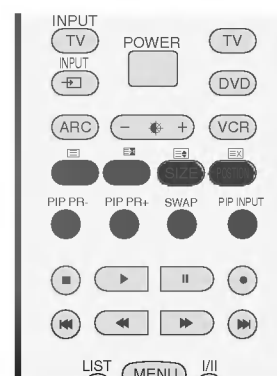 INPUT
TV POWER TV
INPUT
DVD
ARC - + VCR
SIZE POSITION
PIP PR- PIP PR+ SWAP PIP INPUT
LIST MENU I/II